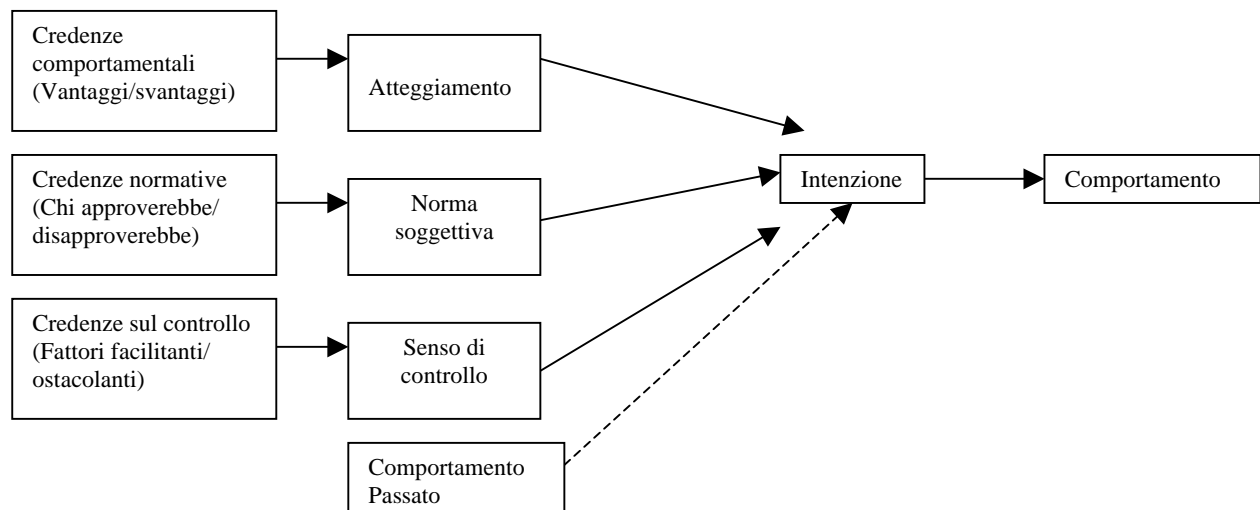 Credenze
comportamentali
(Vantaggi/svantaggi)
Atteggiamento
Credenze normative
(Chi approverebbe/
disapproverebbe)
Norma
soggettiva
Intenzione
Comportamento
Credenze sul controllo
(Fattori facilitanti/
ostacolanti)
Senso di
controllo
Comportamento
Passato